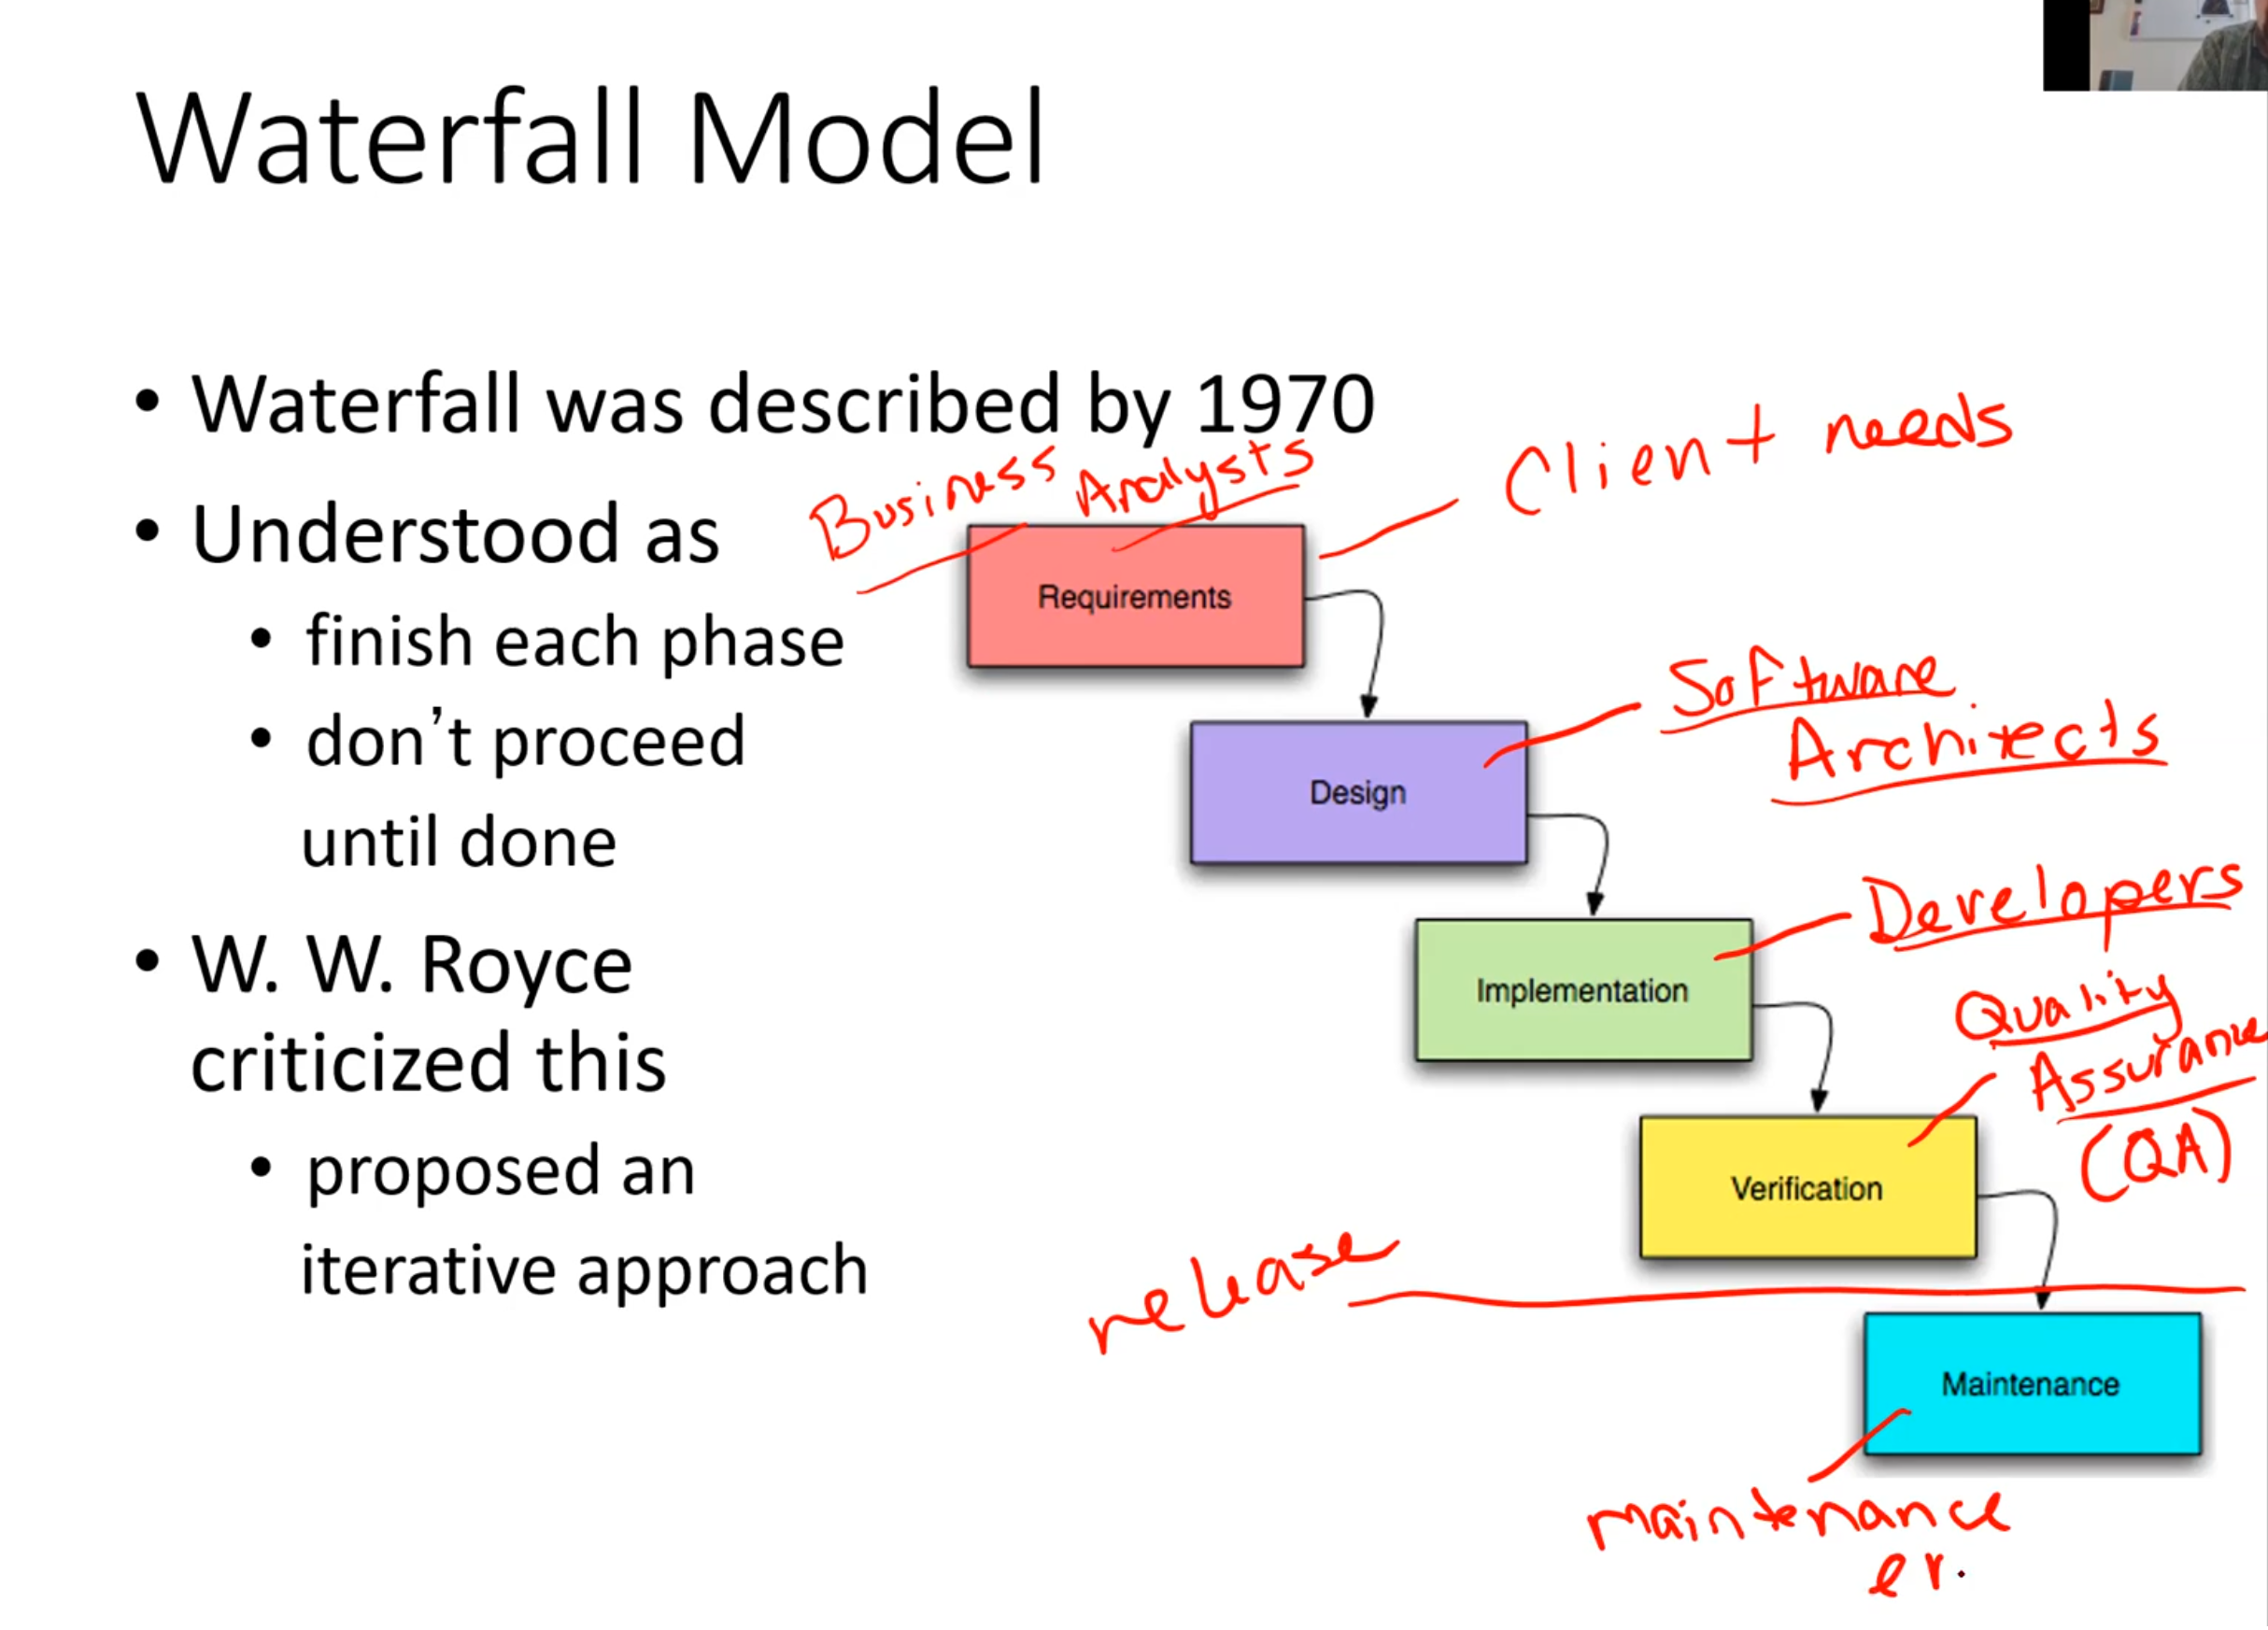 Waterfall Model
• Waterfall was described by 1970
• Understood as
• finish each phase
• don’t proceed
until done
• W. W. Royce
criticized this
• proposed an
iterative approach
Business Analysts
Client needs
Requirements
Software
Architects
Design
Developers
Implementation
Quality
Assurance
(QA)
Verification
release
Maintenance
maintenance
er